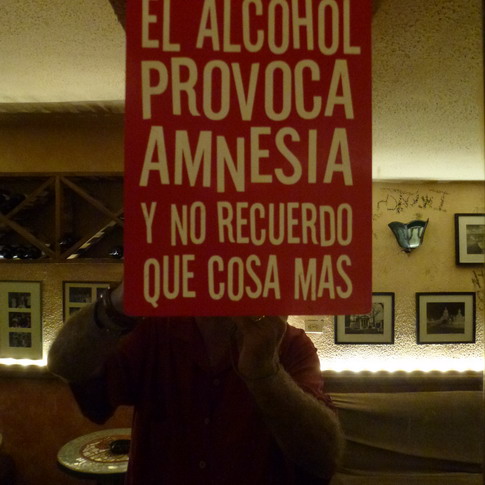 EL ALCOHOL
PROVOCA
AMNESIA
Y NO RECUERDO
QUE COSA MAS